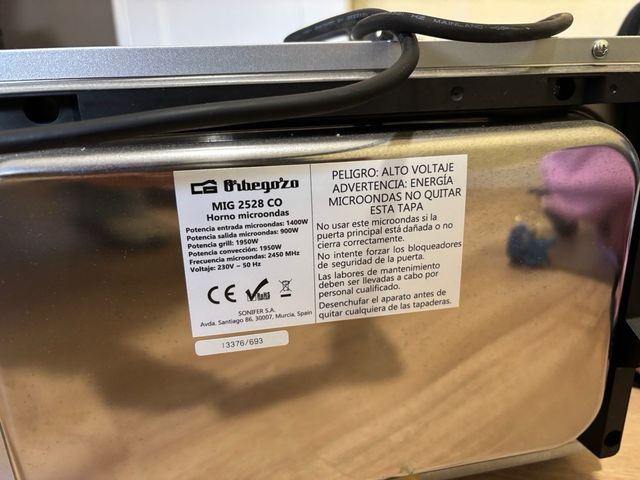 Orbegozo
MIG 2528 CO
Horno microondas
Potencia entrada microondas: 1400W
Potencia salida microondas: 900W
Potencia grill: 1950W
Potencia convección: 1950W
Frecuencia microondas: 2450 MHz
Voltaje: 230V ~ 50 Hz
CE RoHS
SONIFER S.A.
Avda. Santiago 86, 30007, Murcia, Spain
13376/693
PELIGRO: ALTO VOLTAJE
ADVERTENCIA: ENERGÍA
MICROONDAS NO QUITAR
ESTA TAPA
No usar este microondas si la
puerta principal está dañada o no
cierra correctamente.
No intente forzar los bloqueadores
de seguridad de la puerta.
Las labores de mantenimiento
deben ser llevadas a cabo por
personal cualificado.
Desenchufar el aparato antes de
quitar cualquiera de las tapaderas.